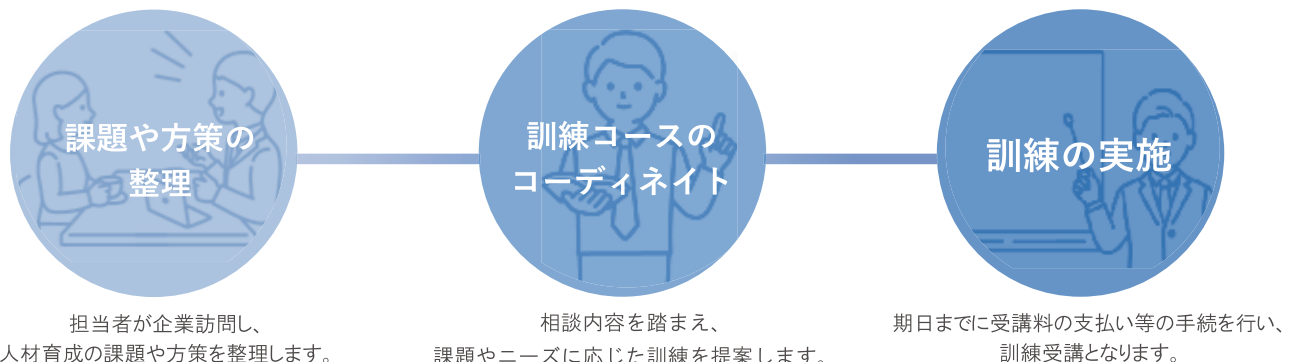 課題や方策の
整理
担当者が企業訪問し、
人材育成の課題や方策を整理します。
訓練コースの
コーディネイト
相談内容を踏まえ、
課題やニーズに応じた訓練を提案します。
訓練の実施
期日までに受講料の支払い等の手続を行い、
訓練受講となります。